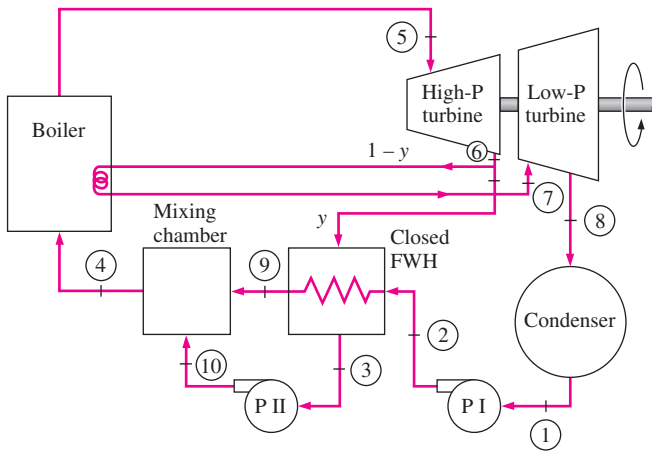 5
High-P
turbine
Low-P
turbine
Boiler
6
1 – y
7
Mixing
chamber
y
Closed
FWH
8
4
9
Condenser
2
10
3
P II
P I
1